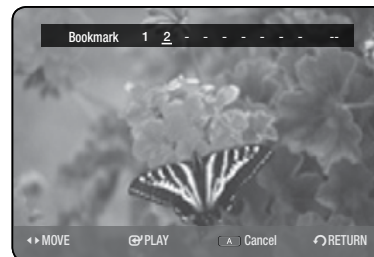 Bookmark 1 2 - - - - - - - --
◄► MOVE PLAY A Cancel RETURN